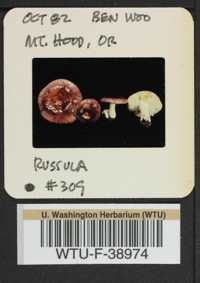 OCT 82 BEN WOO
MT. HOOD, OR
RUSSULA
#309
U. Washington Herbarium (WTU)
WTU-F-38974